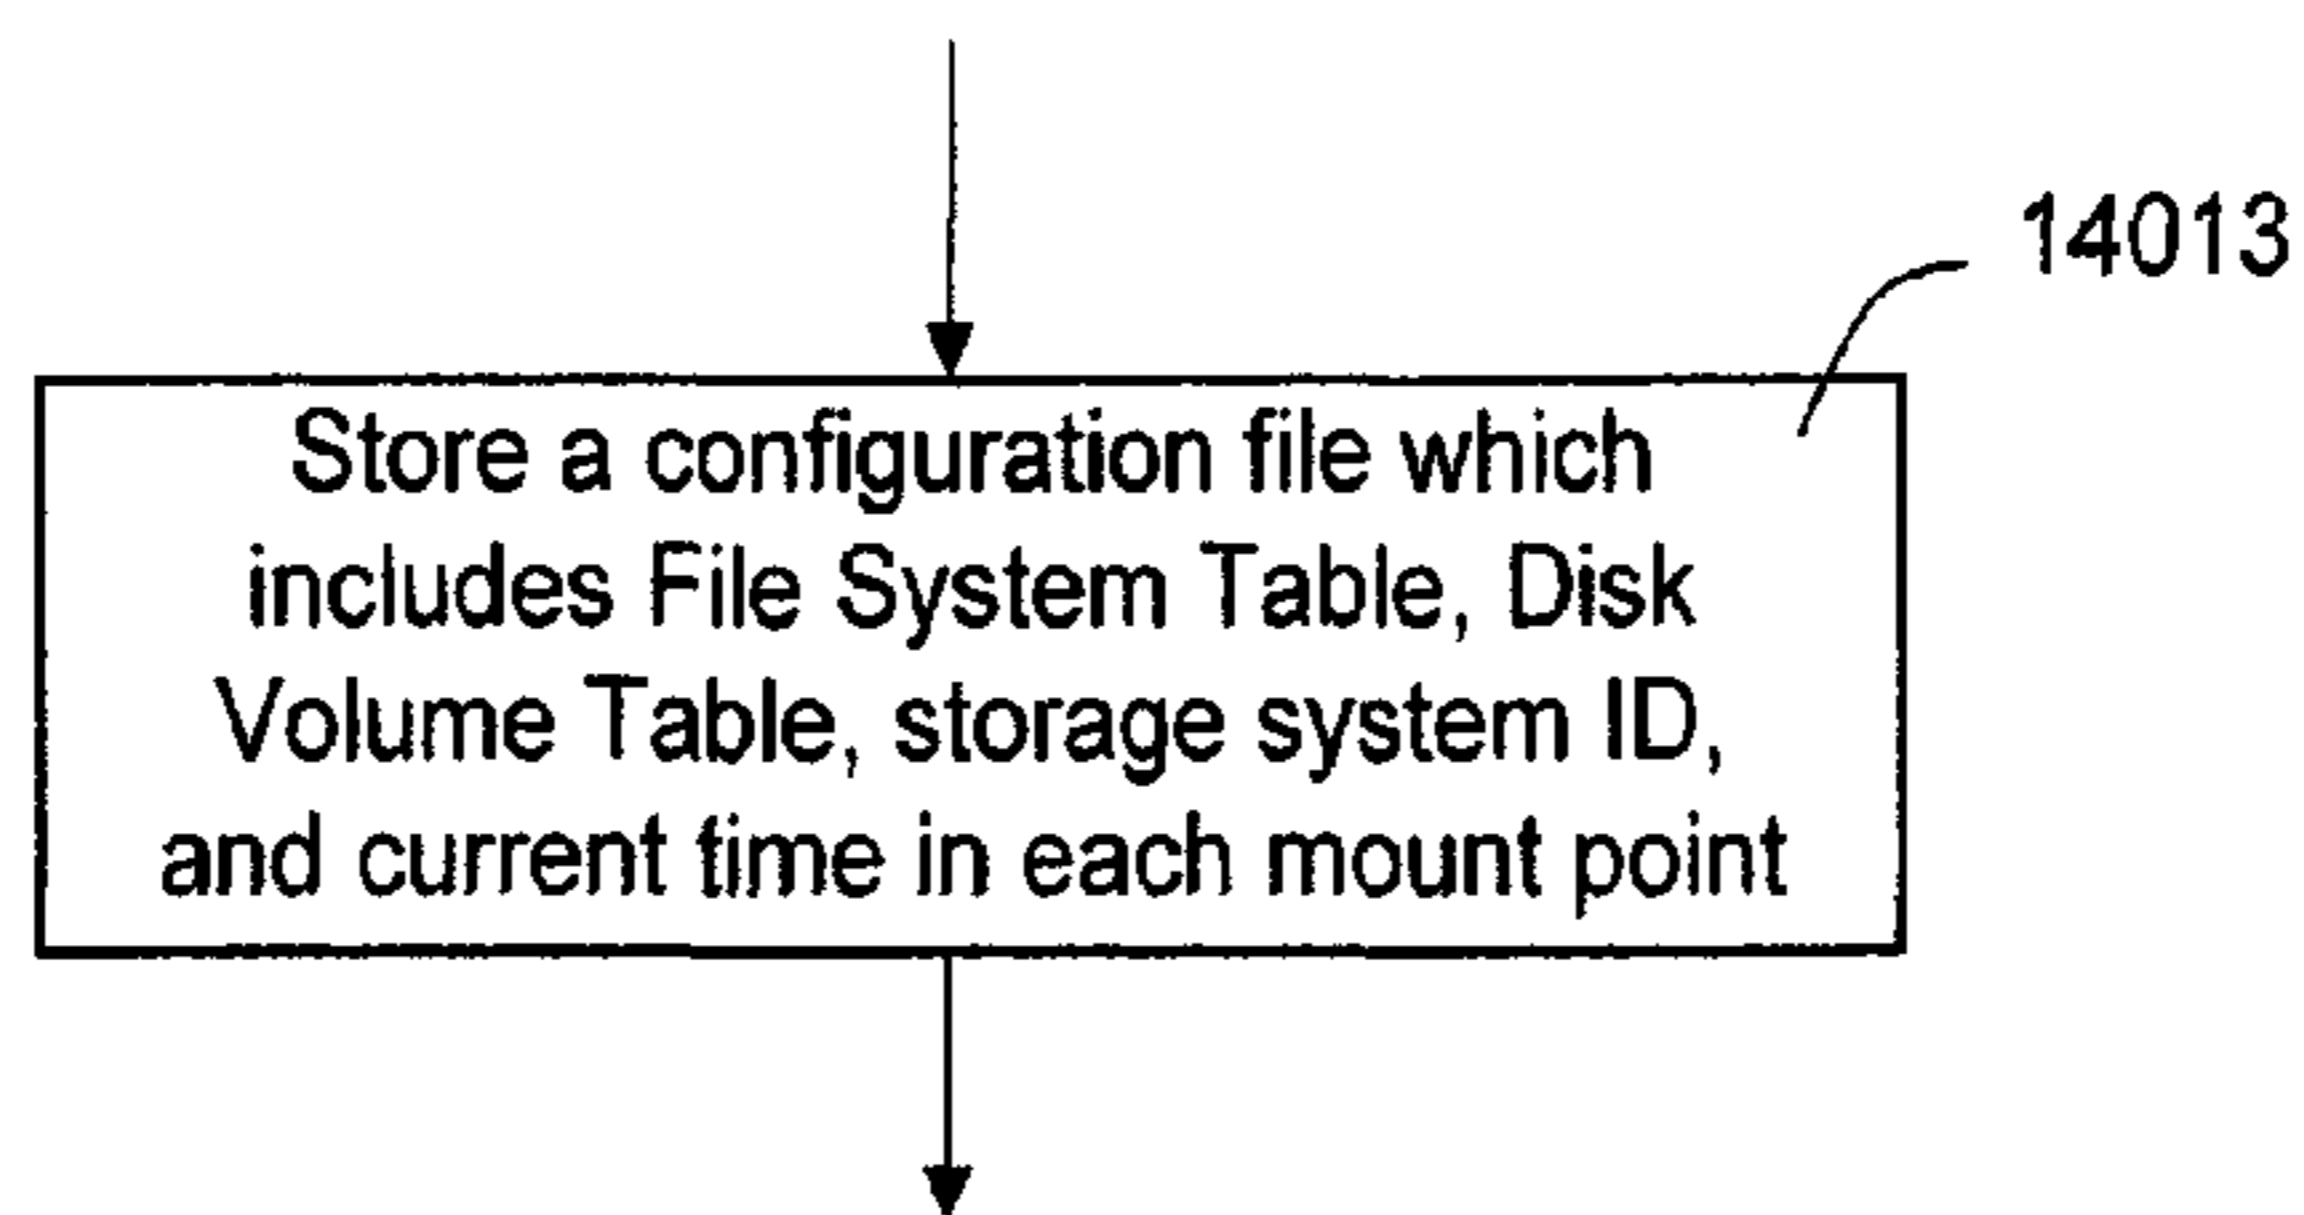 14013
Store a configuration file which
includes File System Table, Disk
Volume Table, storage system ID,
and current time in each mount point